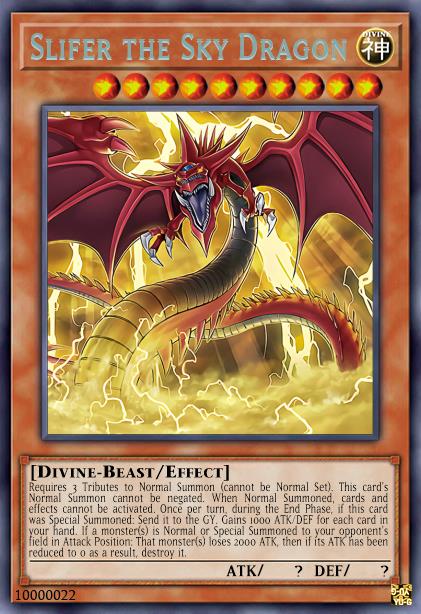 SLIFER THE SKY DRAGON
DIVINE
神
[DIVINE-BEAST/EFFECT]
Requires 3 Tributes to Normal Summon (cannot be Normal Set). This card's
Normal Summon cannot be negated. When Normal Summoned, cards and
effects cannot be activated. Once per turn, during the End Phase, if this card
was Special Summoned: Send it to the GY. Gains 1000 ATK/DEF for each card in
your hand. If a monster(s) is Normal or Special Summoned to your opponent's
field in Attack Position: That monster(s) loses 2000 ATK, then if its ATK has been
reduced to 0 as a result, destroy it.
ATK/ ? DEF/ ?
10000022